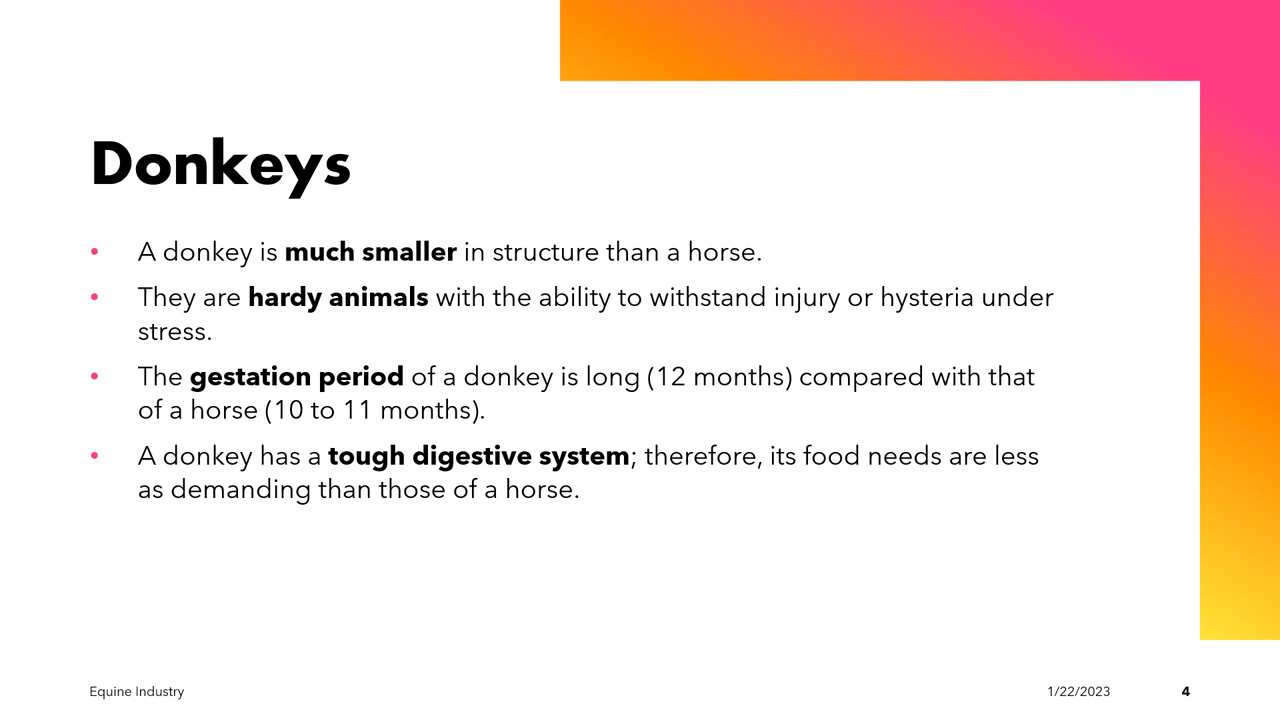 Donkeys
• A donkey is much smaller in structure than a horse.
• They are hardy animals with the ability to withstand injury or hysteria under
stress.
• The gestation period of a donkey is long (12 months) compared with that
of a horse (10 to 11 months).
• A donkey has a tough digestive system; therefore, its food needs are less
as demanding than those of a horse.
Equine Industry 1/22/2023 4